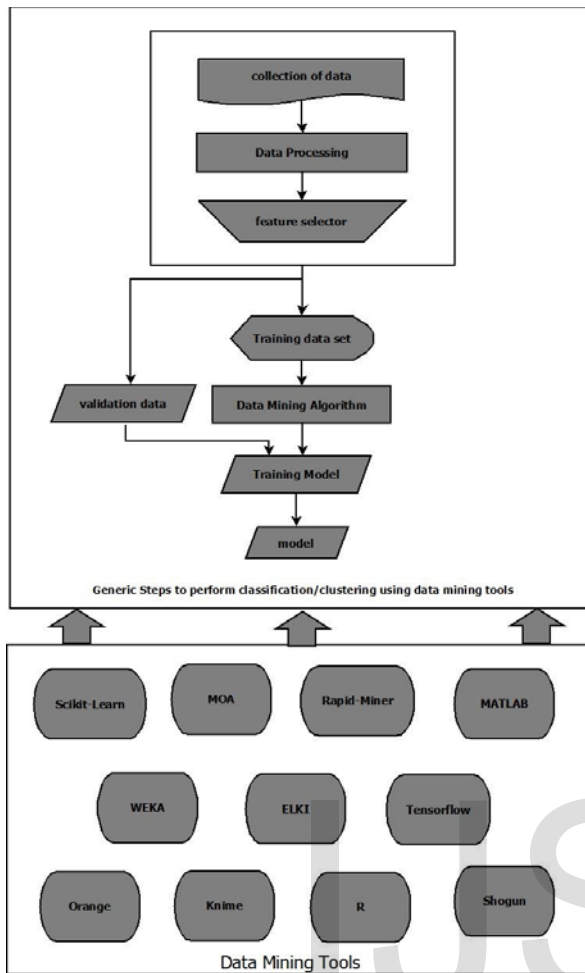 collection of data
Data Processing
feature selector
Training data set
validation data
Data Mining Algorithm
Training Model
model
Generic Steps to perform classification/clustering using data mining tools
Scikit-Learn
MOA
Rapid-Miner
MATLAB
WEKA
ELKI
Tensorflow
Orange
Knime
R
Shogun
Data Mining Tools
IJS